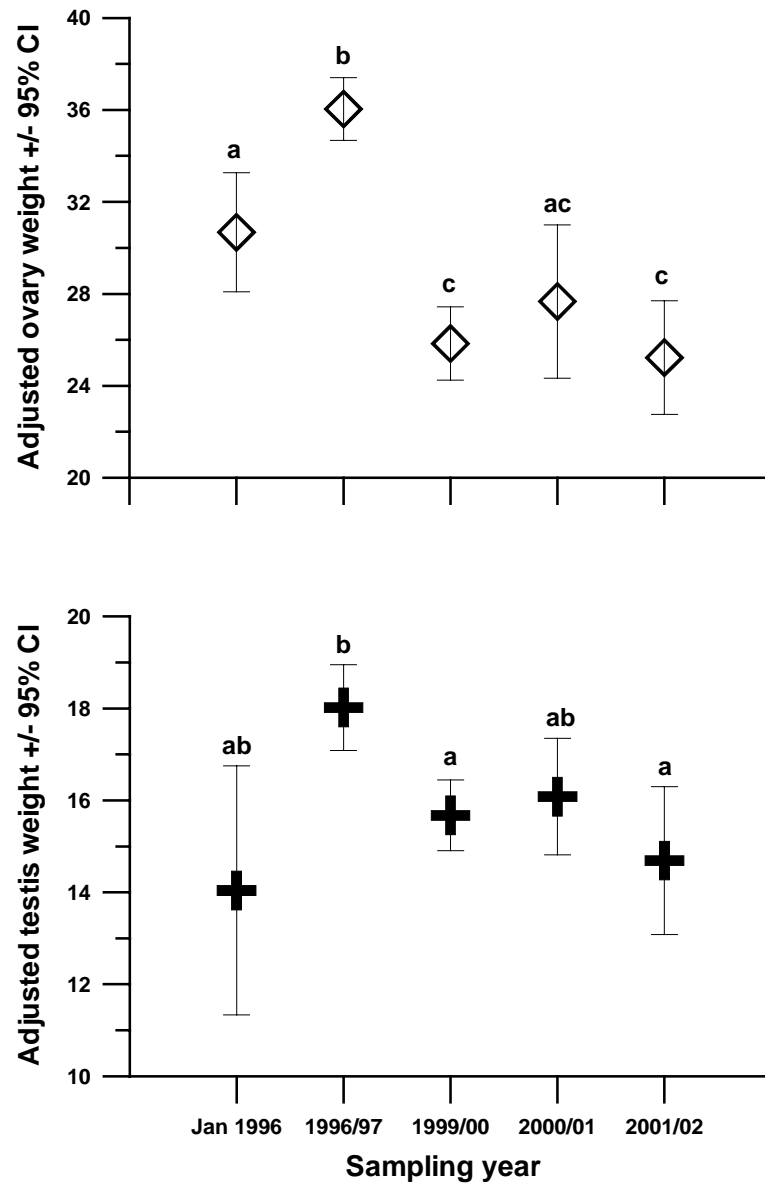 Adjusted ovary weight +/- 95% CI
40
36
32
28
24
20
a
b
c
ac
c
Adjusted testis weight +/- 95% CI
20
18
16
14
12
10
ab
b
a
ab
a
Jan 1996 1996/97 1999/00 2000/01 2001/02
Sampling year